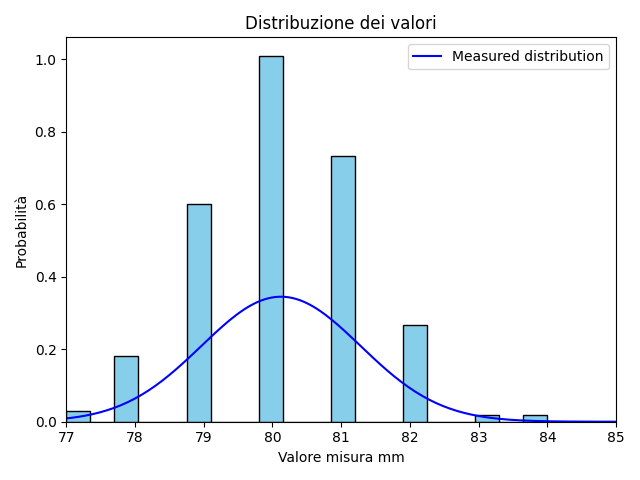 Distribuzione dei valori
Measured distribution
Probabilità
1.0
0.8
0.6
0.4
0.2
0.0
77 78 79 80 81 82 83 84 85
Valore misura mm